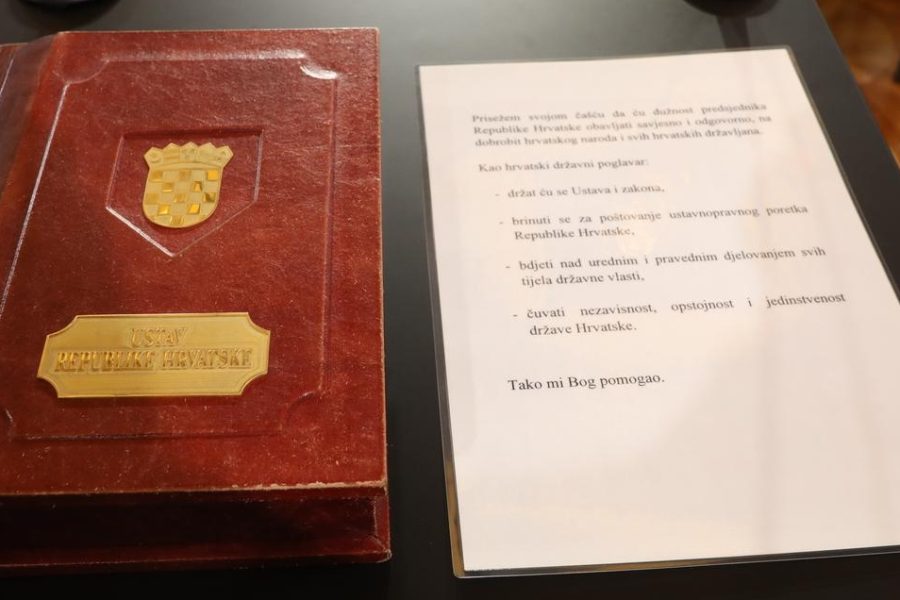 USTAV
REPUBLIKE HRVATSKE
Prisežem svojom čašću da ću dužnost predsjednika
Republike Hrvatske obavljati savjesno i odgovorno, na
dobrobit hrvatskog naroda i svih hrvatskih državljana.
Kao hrvatski državni poglavar:
- držat ću se Ustava i zakona,
- brinuti se za poštovanje ustavnopravnog poretka
Republike Hrvatske,
- bdjeti nad urednim i pravednim djelovanjem svih
tijela državne vlasti,
- čuvati nezavisnost, opstojnost i jedinstvenost
države Hrvatske.
Tako mi Bog pomogao.